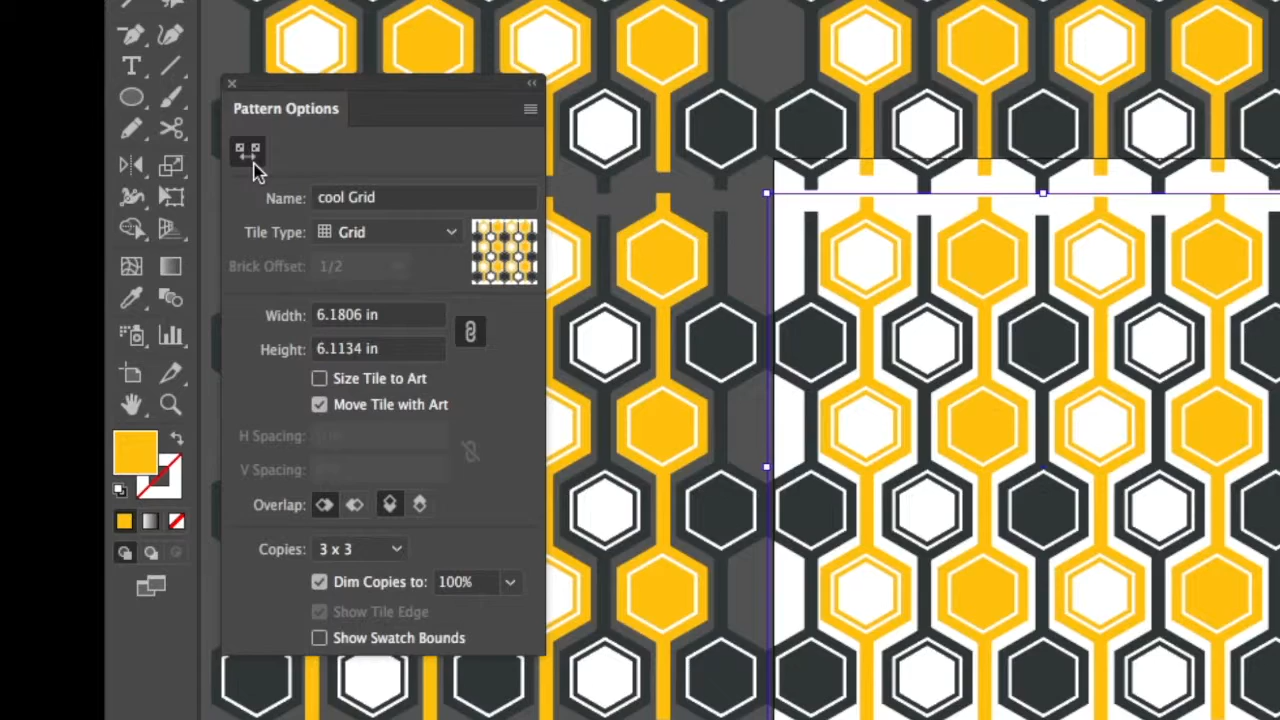 Pattern Options
Name: cool Grid
Tile Type: Grid
Brick Offset: 1/2
Width: 6.1806 in
Height: 6.1134 in
Size Tile to Art
Move Tile with Art
H Spacing:
V Spacing:
Overlap:
Copies: 3 x 3
Dim Copies to: 100%
Show Tile Edge
Show Swatch Bounds